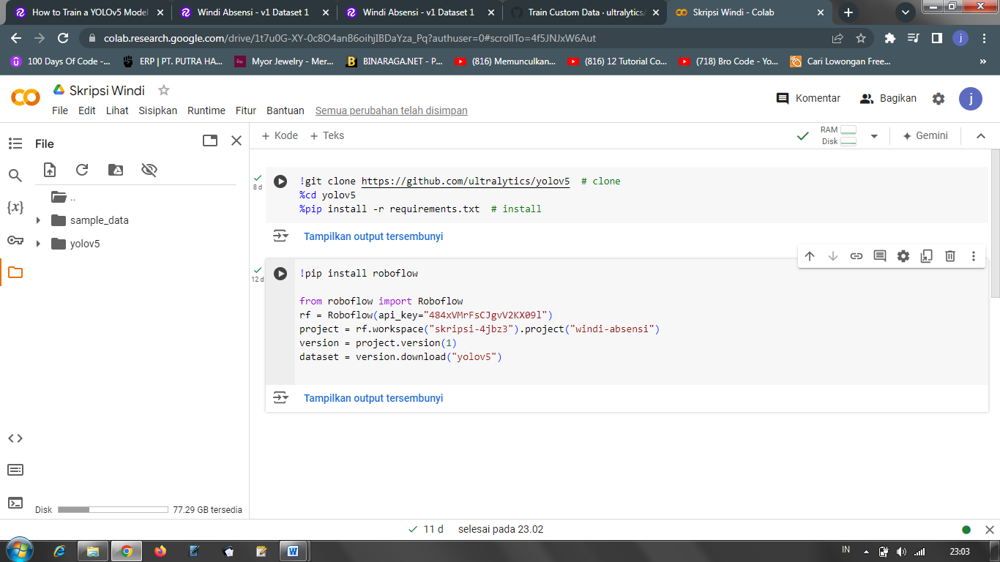 How to Train a YOLOv5 Model
Windi Absensi - v1 Dataset 1
Windi Absensi - v1 Dataset 1
Train Custom Data · ultralytics/
Skripsi Windi - Colab
colab.research.google.com/drive/1t7u0G-XY-0c8O4anB6oihjIBDaYza_Pq?authuser=0#scrollTo=4f5JNJxW6Aut
j
100 Days Of Code -...
ERP | PT. PUTRA HA...
Myor Jewelry - Mer...
BINARAGA.NET - P...
(816) Memunculkan...
(816) 12 Tutorial Co...
(718) Bro Code - Yo...
Cari Lowongan Free...
»
Skripsi Windi
File Edit Lihat Sisipkan Runtime Fitur Bantuan Semua perubahan telah disimpan
Komentar
Bagikan
j
File
+ Kode + Teks
RAM
Disk
Gemini
..
sample_data
yolov5
8 d
!git clone https://github.com/ultralytics/yolov5 # clone
%cd yolov5
%pip install -r requirements.txt # install
Tampilkan output tersembunyi
12 d
!pip install roboflow
from roboflow import Roboflow
rf = Roboflow(api_key="484xVMrFsCJgvV2KX09l")
project = rf.workspace("skripsi-4jbz3").project("windi-absensi")
version = project.version(1)
dataset = version.download("yolov5")
Tampilkan output tersembunyi
Disk 77.29 GB tersedia
11 d selesai pada 23.02
IN
23:03